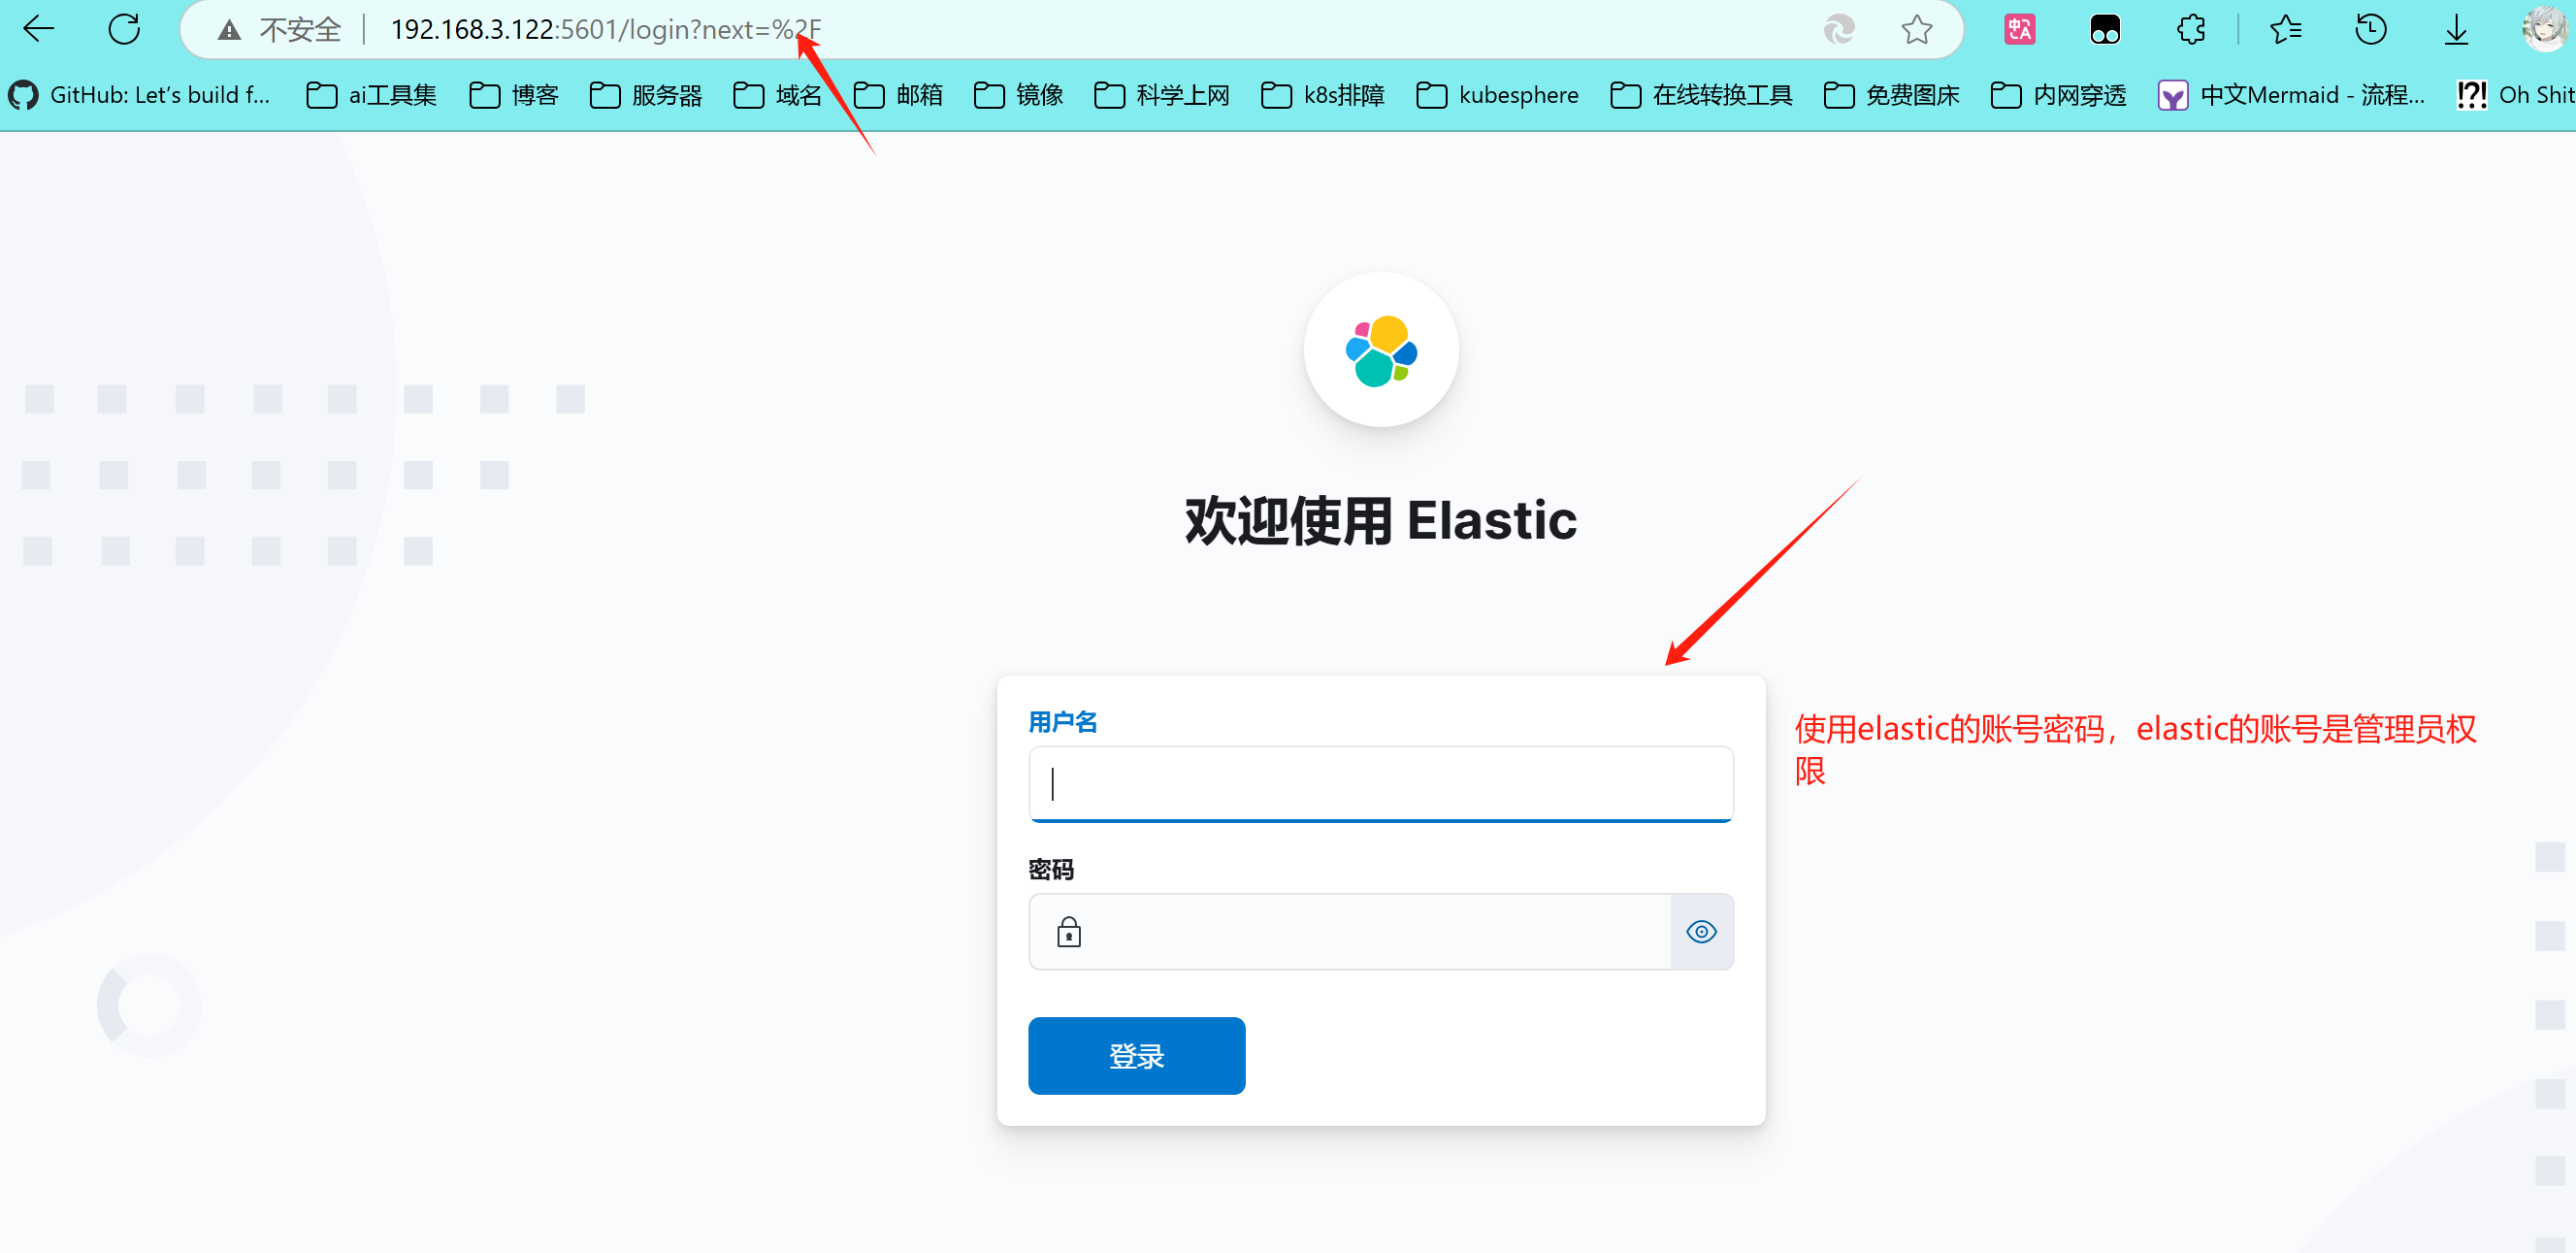 不安全 192.168.3.122:5601/login?next=%2F
GitHub: Let's build f... ai工具集 博客 服务器 域名 邮箱 镜像 科学上网 k8s排障 kubesphere 在线转换工具 免费图床 内网穿透 中文Mermaid - 流程... !?! Oh Shit
欢迎使用 Elastic
用户名
使用elastic的账号密码，elastic的账号是管理员权
限
密码
登录